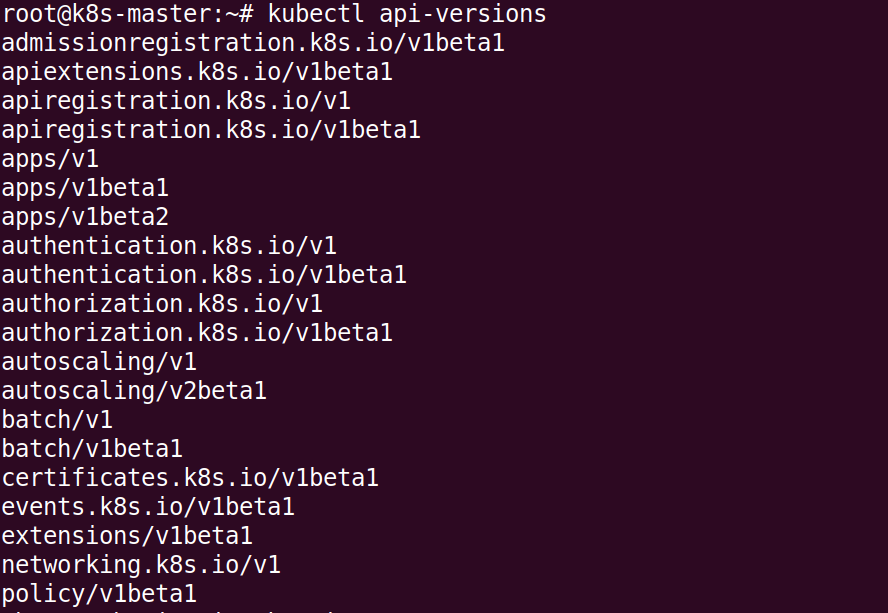 root@k8s-master:~# kubectl api-versions
admissionregistration.k8s.io/v1beta1
apiextensions.k8s.io/v1beta1
apiregistration.k8s.io/v1
apiregistration.k8s.io/v1beta1
apps/v1
apps/v1beta1
apps/v1beta2
authentication.k8s.io/v1
authentication.k8s.io/v1beta1
authorization.k8s.io/v1
authorization.k8s.io/v1beta1
autoscaling/v1
autoscaling/v2beta1
batch/v1
batch/v1beta1
certificates.k8s.io/v1beta1
events.k8s.io/v1beta1
extensions/v1beta1
networking.k8s.io/v1
policy/v1beta1